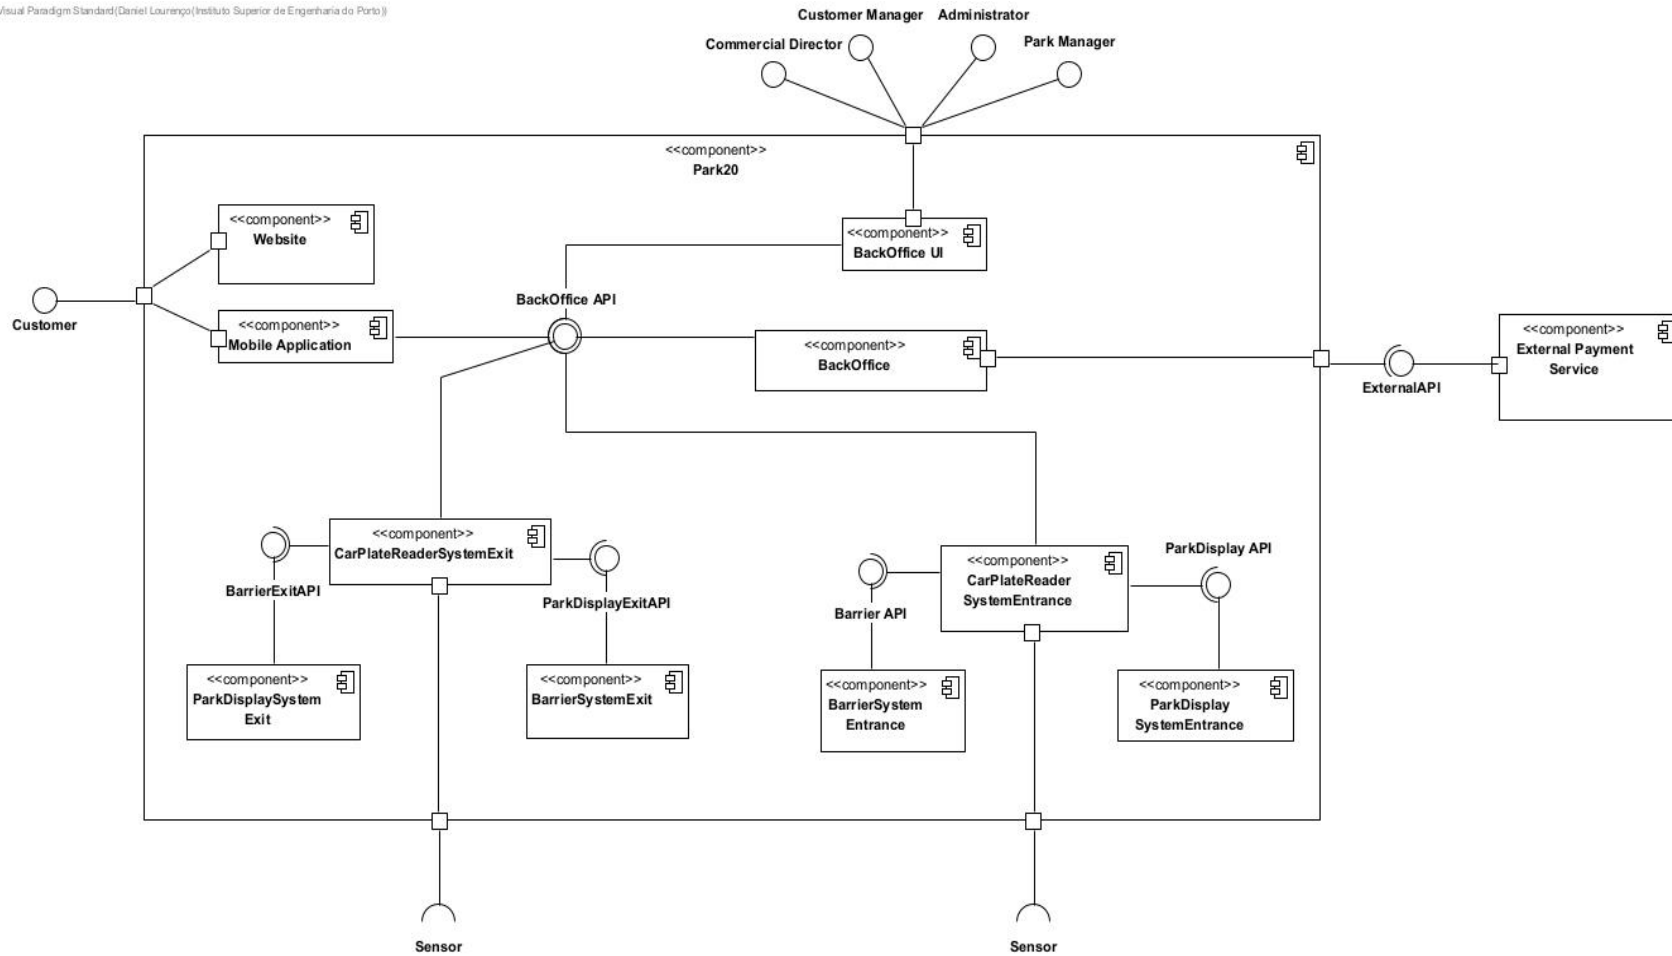 Visual Paradigm Standard(Daniel Lourenço(Instituto Superior de Engenharia do Porto))
Customer Manager
Administrator
Commercial Director
Park Manager
<<component>>
Park20
<<component>>
Website
<<component>>
BackOffice UI
Customer
BackOffice API
<<component>>
Mobile Application
<<component>>
BackOffice
<<component>>
External Payment
Service
ExternalAPI
<<component>>
CarPlateReaderSystemExit
BarrierExitAPI
ParkDisplayExitAPI
<<component>>
CarPlateReader
SystemEntrance
ParkDisplay API
Barrier API
<<component>>
ParkDisplaySystem
Exit
<<component>>
BarrierSystemExit
<<component>>
BarrierSystem
Entrance
<<component>>
ParkDisplay
SystemEntrance
Sensor
Sensor